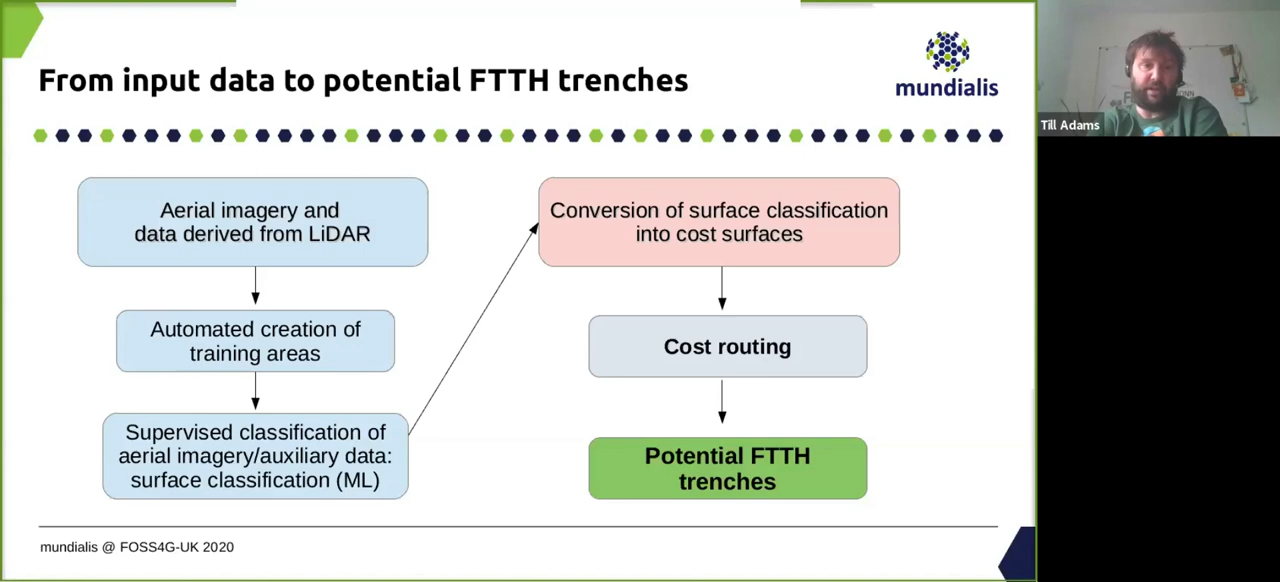 From input data to potential FTTH trenches
mundialis
Till Adams
Aerial imagery and
data derived from LiDAR
Automated creation of
training areas
Supervised classification of
aerial imagery/auxiliary data:
surface classification (ML)
Conversion of surface classification
into cost surfaces
Cost routing
Potential FTTH
trenches
mundialis @ FOSS4G-UK 2020